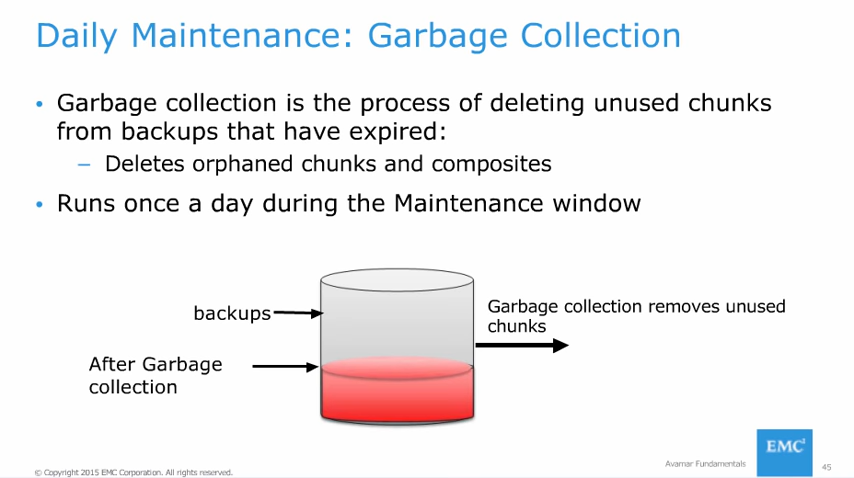 Daily Maintenance: Garbage Collection
• Garbage collection is the process of deleting unused chunks
from backups that have expired:
– Deletes orphaned chunks and composites
• Runs once a day during the Maintenance window
backups
Garbage collection removes unused
chunks
After Garbage
collection
© Copyright 2015 EMC Corporation. All rights reserved.
Avamar Fundamentals
EMC²
45